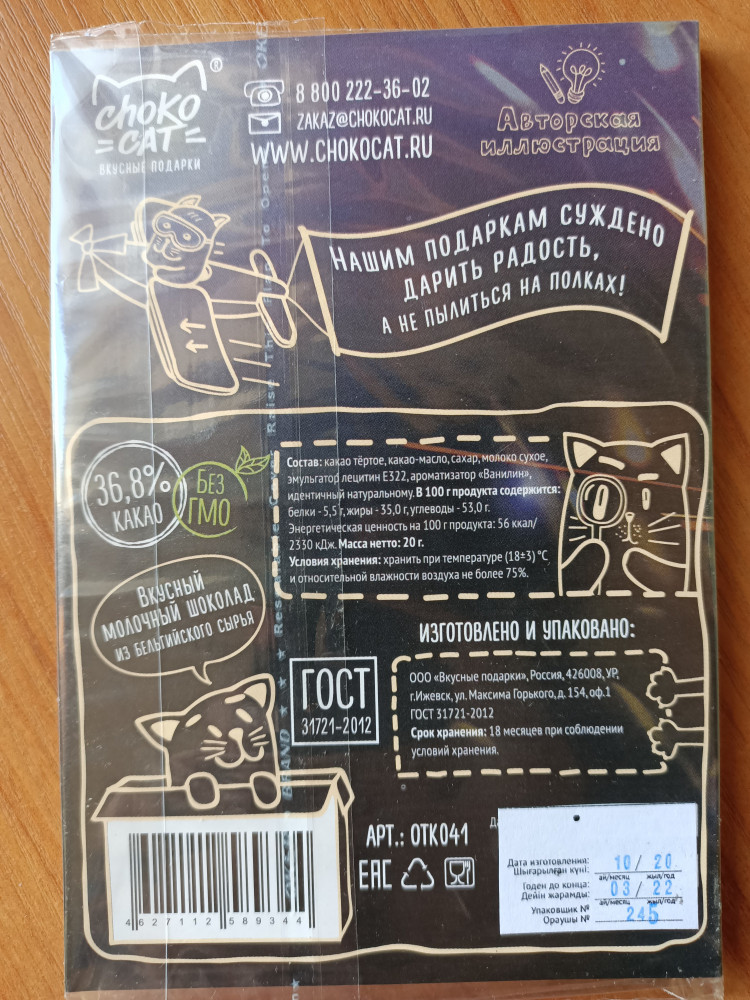 CHOKO
CAT
®
ВКУСНЫЕ ПОДАРКИ
8 800 222-36-02
ZAKAZ@CHOKOCAT.RU
WWW.CHOKOCAT.RU
Авторская
иллюстрация
НАШИМ ПОДАРКАМ СУЖДЕНО
ДАРИТЬ РАДОСТЬ,
А НЕ ПЫЛИТЬСЯ НА ПОЛКАХ!
36,8%
КАКАО
БЕЗ
ГМО
Состав: какао тёртое, какао-масло, сахар, молоко сухое,
эмульгатор лецитин Е322, ароматизатор «Ванилин»,
идентичный натуральному. В 100 г продукта содержится:
белки - 5,5 г, жиры - 35,0 г, углеводы - 53,0 г.
Энергетическая ценность на 100 г продукта: 56 ккал/
2330 кДж. Масса нетто: 20 г.
Условия хранения: хранить при температуре (18±3) °С
и относительной влажности воздуха не более 75%.
ВКУСНЫЙ
МОЛОЧНЫЙ ШОКОЛАД
ИЗ БЕЛЬГИЙСКОГО СЫРЬЯ
ИЗГОТОВЛЕНО И УПАКОВАНО:
ООО «Вкусные подарки», Россия, 426008, УР,
г.Ижевск, ул. Максима Горького, д. 154, оф.1
ГОСТ 31721-2012
Срок хранения: 18 месяцев при соблюдении
условий хранения.
ГОСТ
31721-2012
АРТ.: ОТК041
EAC
4 627112 589344
Дата изготовления: 10 / 20
Шығарылған күні: ай/месяц жыл/год
Годен до конца: 03 / 22
Дейін жарамды: ай/месяц жыл/год
Упаковщик № 245
Ораушы №